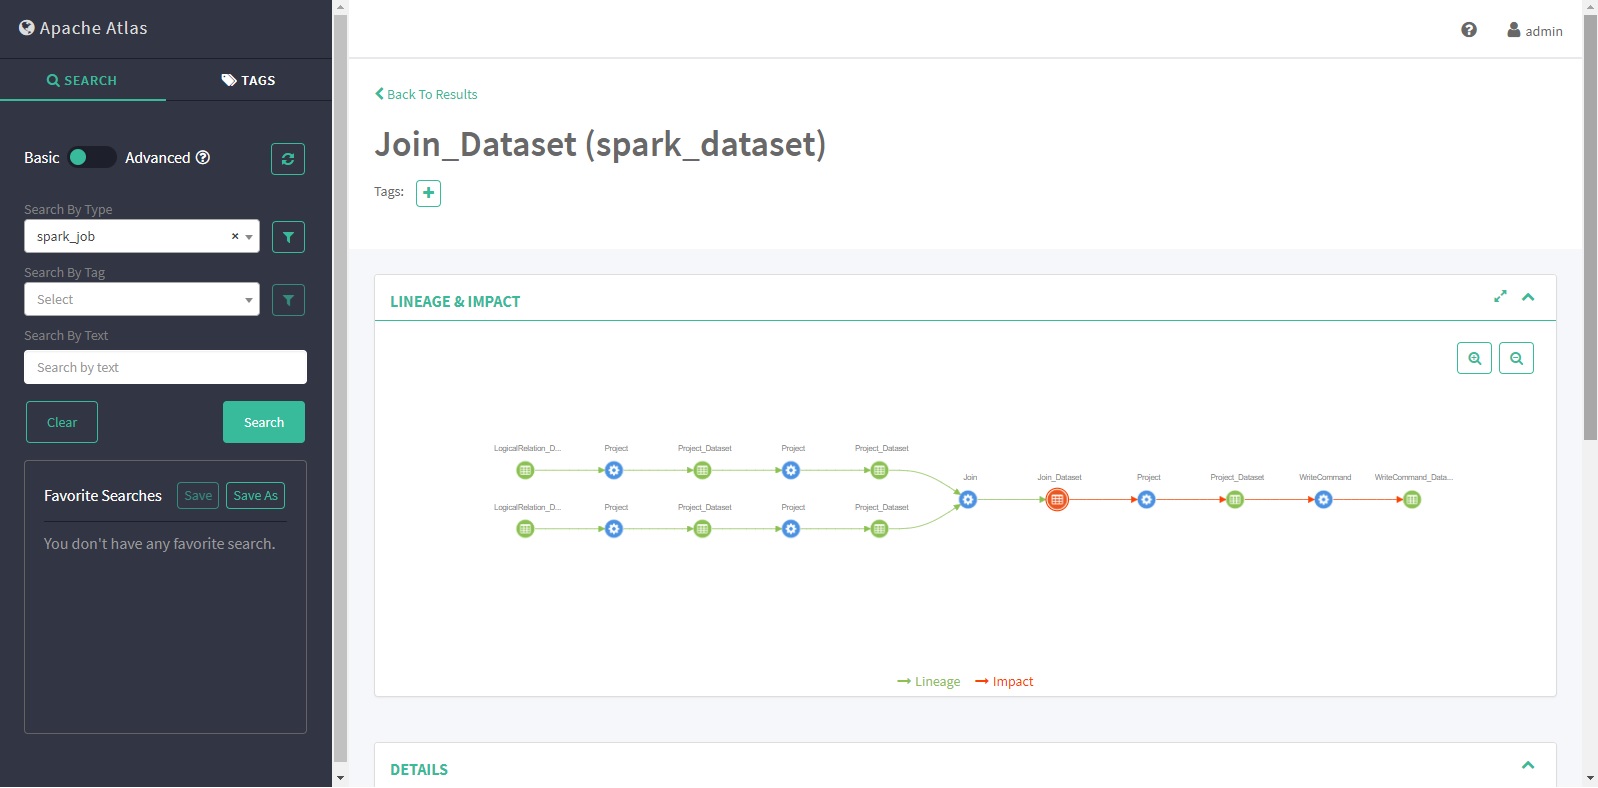 Apache Atlas
SEARCH
TAGS
admin
Back To Results
Join_Dataset (spark_dataset)
Tags:
Basic
Advanced
Search By Type
spark_job
×
Search By Tag
Select
Search By Text
Search by text
Clear
Search
Favorite Searches
Save
Save As
You don't have any favorite search.
LINEAGE & IMPACT
LogicalRelation_D...
Project
Project_Dataset
Project
Project_Dataset
LogicalRelation_D...
Project
Project_Dataset
Project
Project_Dataset
Join
Join_Dataset
Project
Project_Dataset
WriteCommand
WriteCommand_Data...
Lineage
Impact
DETAILS